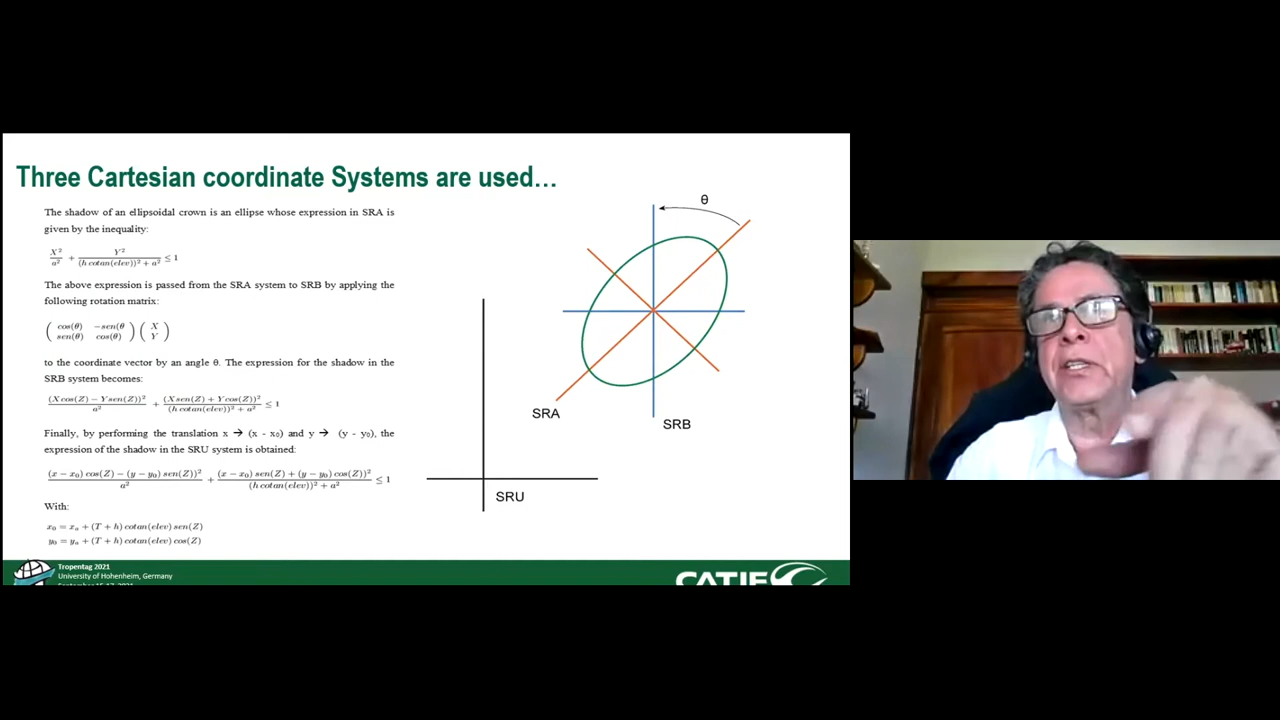 Three Cartesian coordinate Systems are used…
The shadow of an ellipsoidal crown is an ellipse whose expression in SRA is
given by the inequality:
X²/a² + Y²/((h cotan(elev))² + a²) ≤ 1
The above expression is passed from the SRA system to SRB by applying the
following rotation matrix:
( cos(θ) −sen(θ ) ( X )
( sen(θ) cos(θ) ) ( Y )
to the coordinate vector by an angle θ. The expression for the shadow in the
SRB system becomes:
(X cos(Z) − Y sen(Z))²/a² + (X sen(Z) + Y cos(Z))²/((h cotan(elev))² + a²) ≤ 1
Finally, by performing the translation x → (x - x₀) and y → (y - y₀), the
expression of the shadow in the SRU system is obtained:
((x − x₀) cos(Z) − (y − y₀) sen(Z))²/a² + ((x − x₀) sen(Z) + (y − y₀) cos(Z))²/((h cotan(elev))² + a²) ≤ 1
With:
x₀ = xₐ + (T + h) cotan(elev) sen(Z)
y₀ = yₐ + (T + h) cotan(elev) cos(Z)
θ
SRA
SRB
SRU
Tropentag 2021
University of Hohenheim, Germany
September 15-17, 2021
CATIE